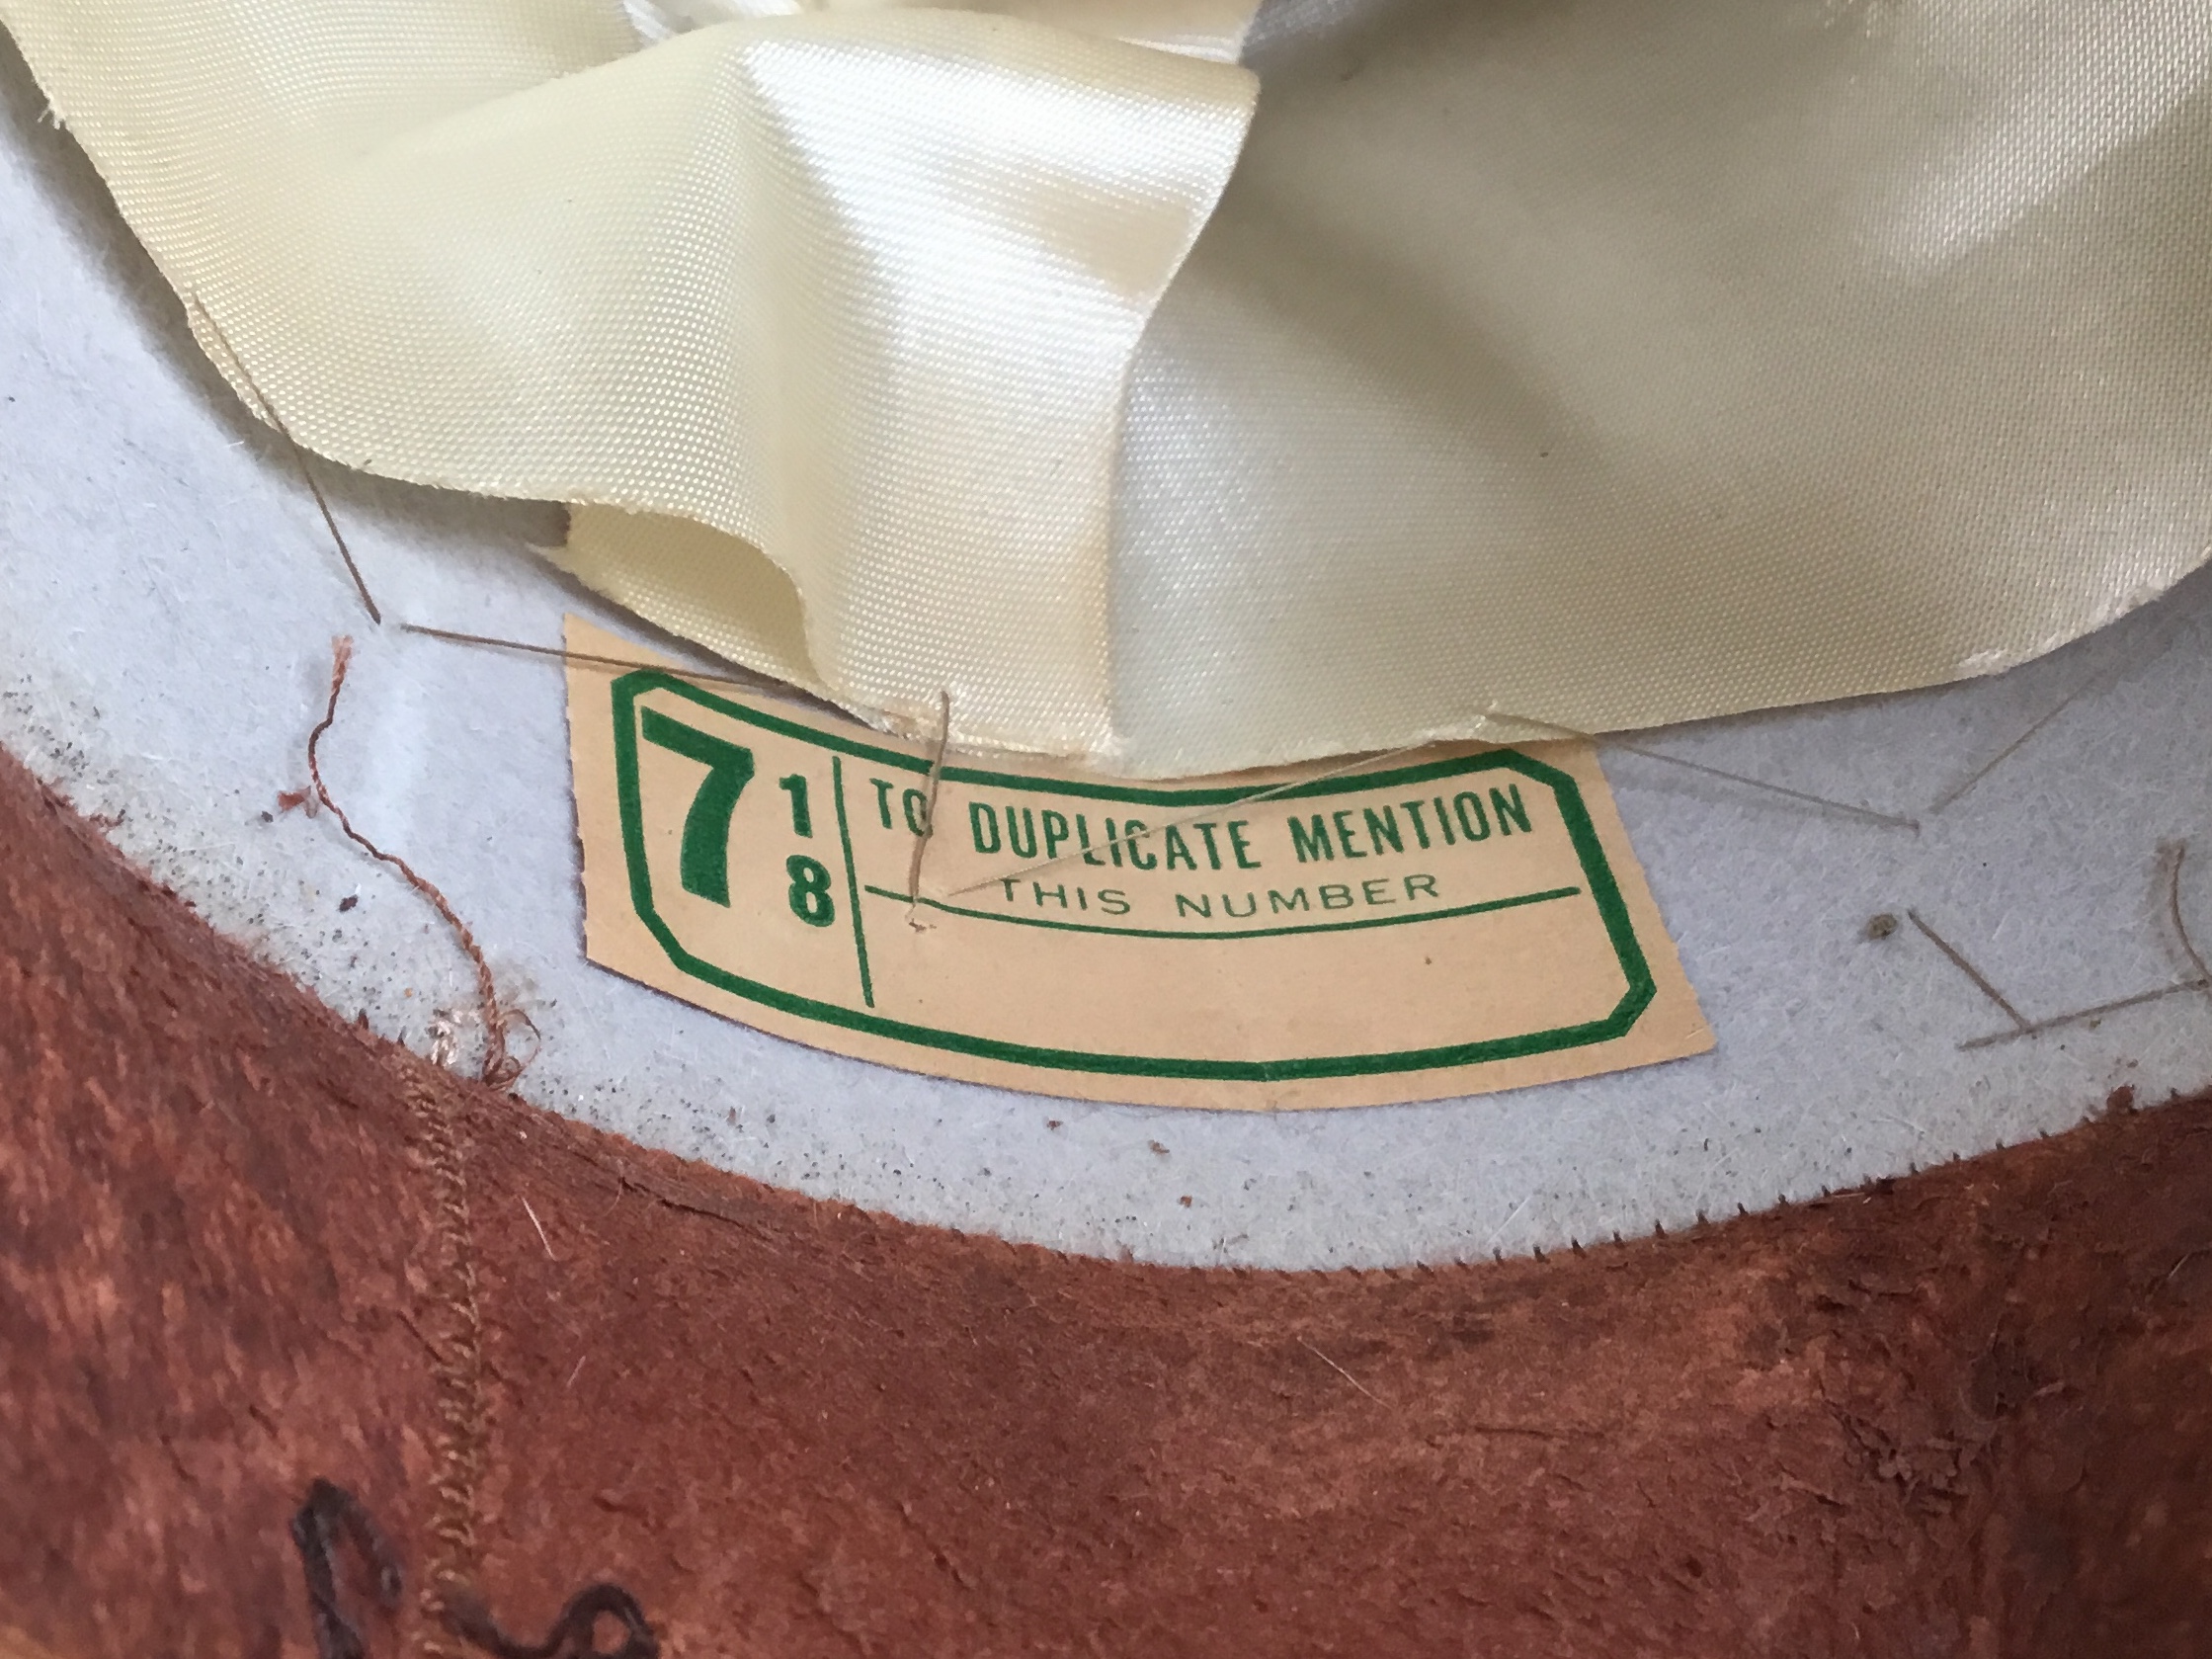 7 1/8
TO DUPLICATE MENTION
THIS NUMBER